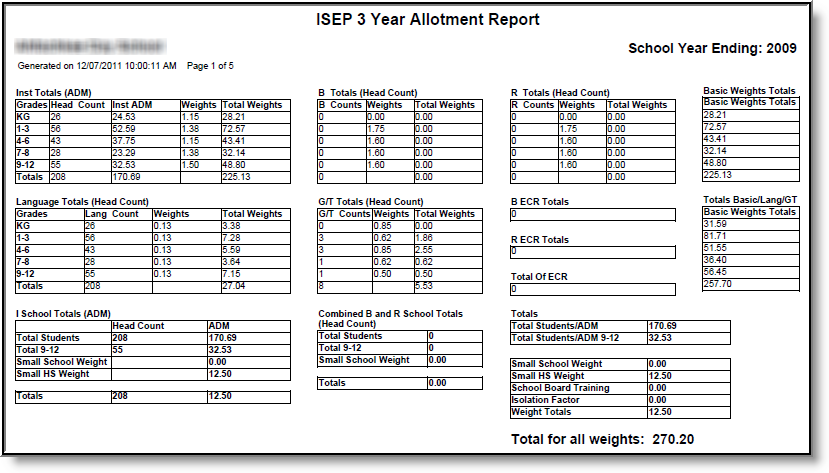 ISEP 3 Year Allotment Report
School Year Ending: 2009
Generated on 12/07/2011 10:00:11 AM Page 1 of 5
Inst Totals (ADM)
Grades Head Count Inst ADM Weights Total Weights
KG 26 24.53 1.15 28.21
1-3 56 52.59 1.38 72.57
4-6 43 37.75 1.15 43.41
7-8 28 23.29 1.38 32.14
9-12 55 32.53 1.50 48.80
Totals 208 170.69 225.13
B Totals (Head Count)
B Counts Weights Total Weights
0 0.00 0.00
0 1.75 0.00
0 1.60 0.00
0 1.60 0.00
0 1.60 0.00
0 0.00
R Totals (Head Count)
R Counts Weights Total Weights
0 0.00 0.00
0 1.75 0.00
0 1.60 0.00
0 1.60 0.00
0 1.60 0.00
0 0.00
Basic Weights Totals
Basic Weights Totals
28.21
72.57
43.41
32.14
48.80
225.13
Language Totals (Head Count)
Grades Lang Count Weights Total Weights
KG 26 0.13 3.38
1-3 56 0.13 7.28
4-6 43 0.13 5.59
7-8 28 0.13 3.64
9-12 55 0.13 7.15
Totals 208 27.04
G/T Totals (Head Count)
G/T Counts Weights Total Weights
0 0.85 0.00
3 0.62 1.86
3 0.85 2.55
1 0.62 0.62
1 0.50 0.50
8 5.53
B ECR Totals
0
R ECR Totals
0
Total Of ECR
0
Totals Basic/Lang/GT
Basic Weights Totals
31.59
81.71
51.55
36.40
56.45
257.70
I School Totals (ADM)
Head Count ADM
Total Students 208 170.69
Total 9-12 55 32.53
Small School Weight 0.00
Small HS Weight 12.50
Totals 208 12.50
Combined B and R School Totals
(Head Count)
Total Students 0
Total 9-12 0
Small School Weight 0.00
Totals 0.00
Totals
Total Students/ADM 170.69
Total Students/ADM 9-12 32.53
Small School Weight 0.00
Small HS Weight 12.50
School Board Training 0.00
Isolation Factor 0.00
Weight Totals 12.50
Total for all weights: 270.20